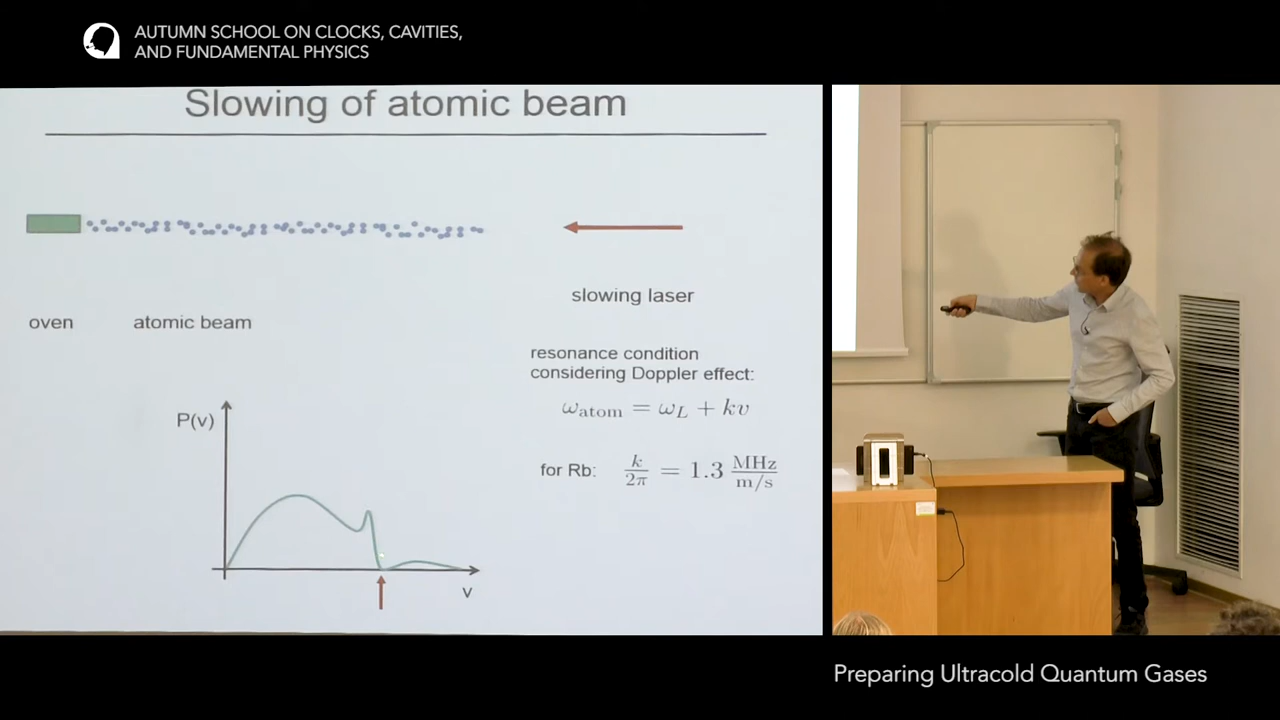 AUTUMN SCHOOL ON CLOCKS, CAVITIES,
AND FUNDAMENTAL PHYSICS
Slowing of atomic beam
slowing laser
oven
atomic beam
resonance condition
considering Doppler effect:
ω_atom = ω_L + kv
for Rb: k/2π = 1.3 MHz/m/s
P(v)
v
Preparing Ultracold Quantum Gases